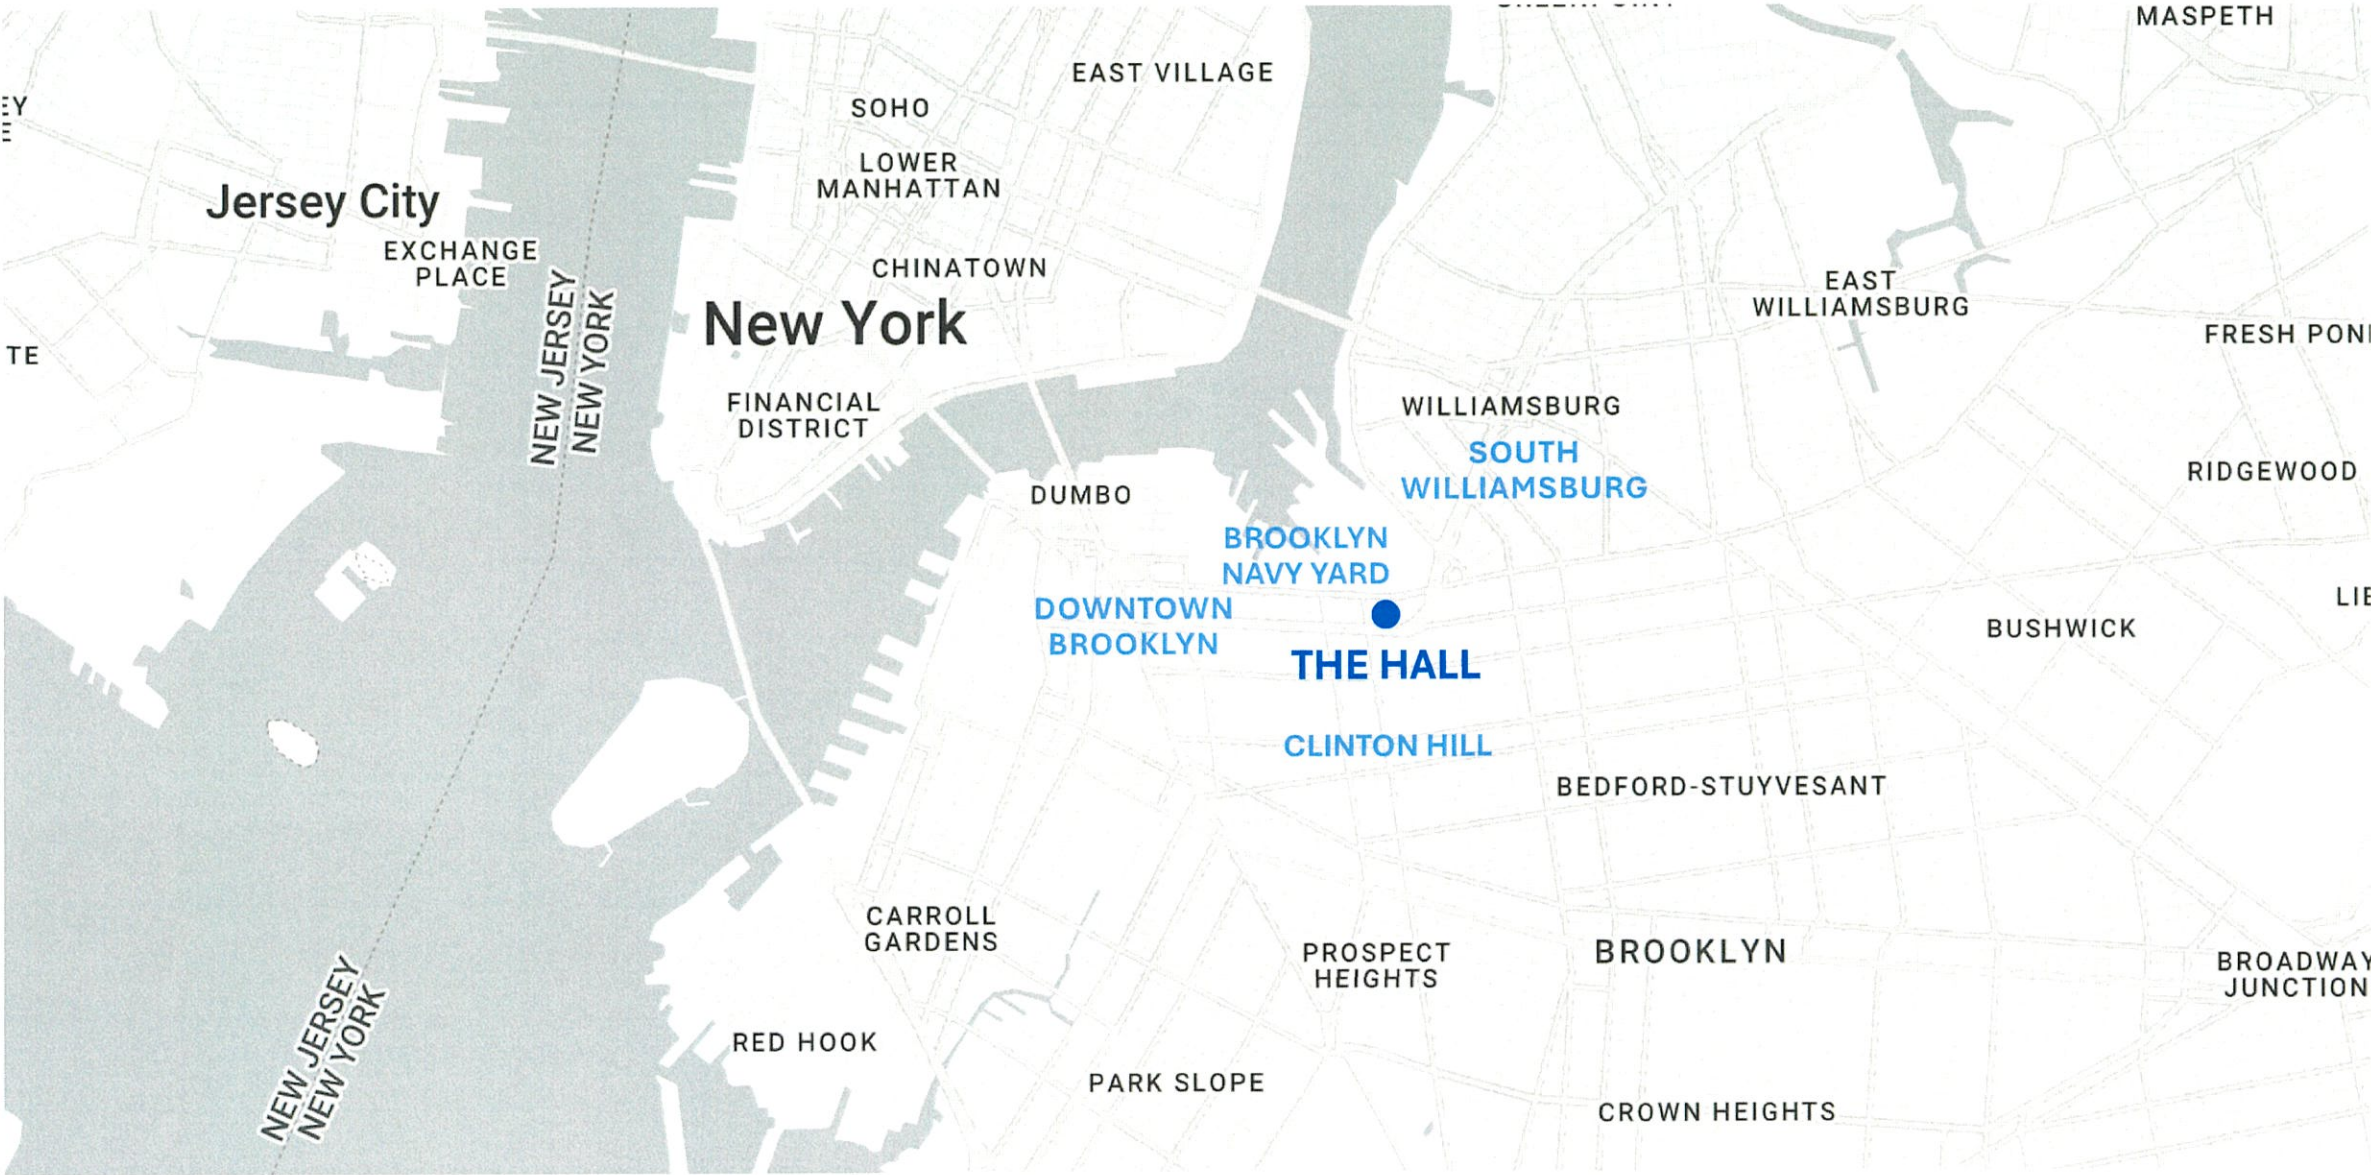 MASPETH
EAST VILLAGE
SOHO
LOWER
MANHATTAN
Jersey City
EXCHANGE
PLACE
CHINATOWN
New York
NEW JERSEY
NEW YORK
EAST
WILLIAMSBURG
TE
FRESH PON
FINANCIAL
DISTRICT
WILLIAMSBURG
SOUTH
WILLIAMSBURG
RIDGEWOOD
DUMBO
BROOKLYN
NAVY YARD
DOWNTOWN
BROOKLYN
THE HALL
LIE
BUSHWICK
CLINTON HILL
BEDFORD-STUYVESANT
CARROLL
GARDENS
PROSPECT
HEIGHTS
BROOKLYN
BROADWAY
JUNCTION
NEW JERSEY
NEW YORK
RED HOOK
PARK SLOPE
CROWN HEIGHTS